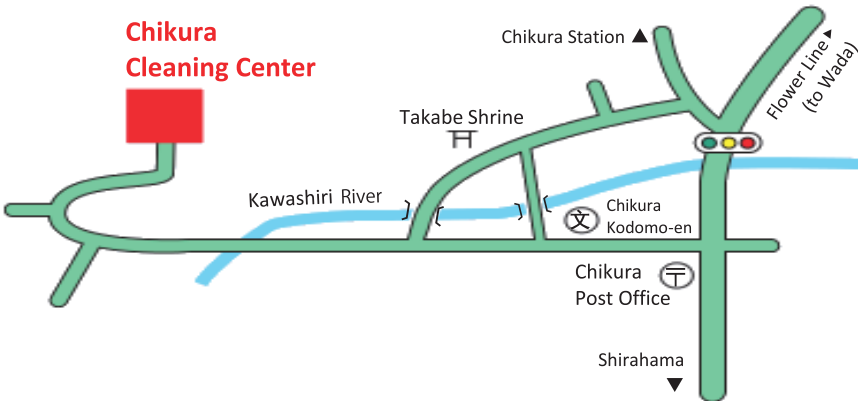 Chikura
Cleaning Center
Chikura Station ▲
Flower Line ▲
(to Wada)
Takabe Shrine
Kawashiri River
文
Chikura
Kodomo-en
Chikura
Post Office
〒
Shirahama
▼